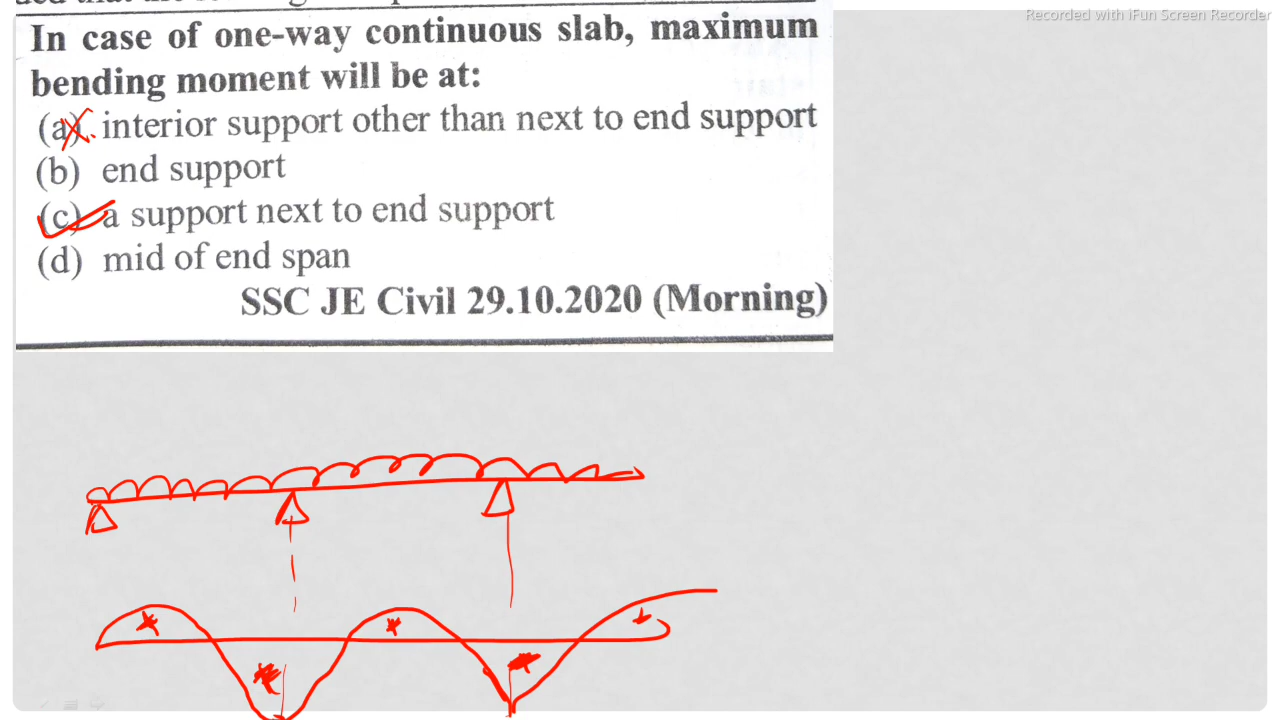 Recorded with iFun Screen Recorder
In case of one-way continuous slab, maximum
bending moment will be at:
(a) interior support other than next to end support
(b) end support
(c) a support next to end support
(d) mid of end span
SSC JE Civil 29.10.2020 (Morning)